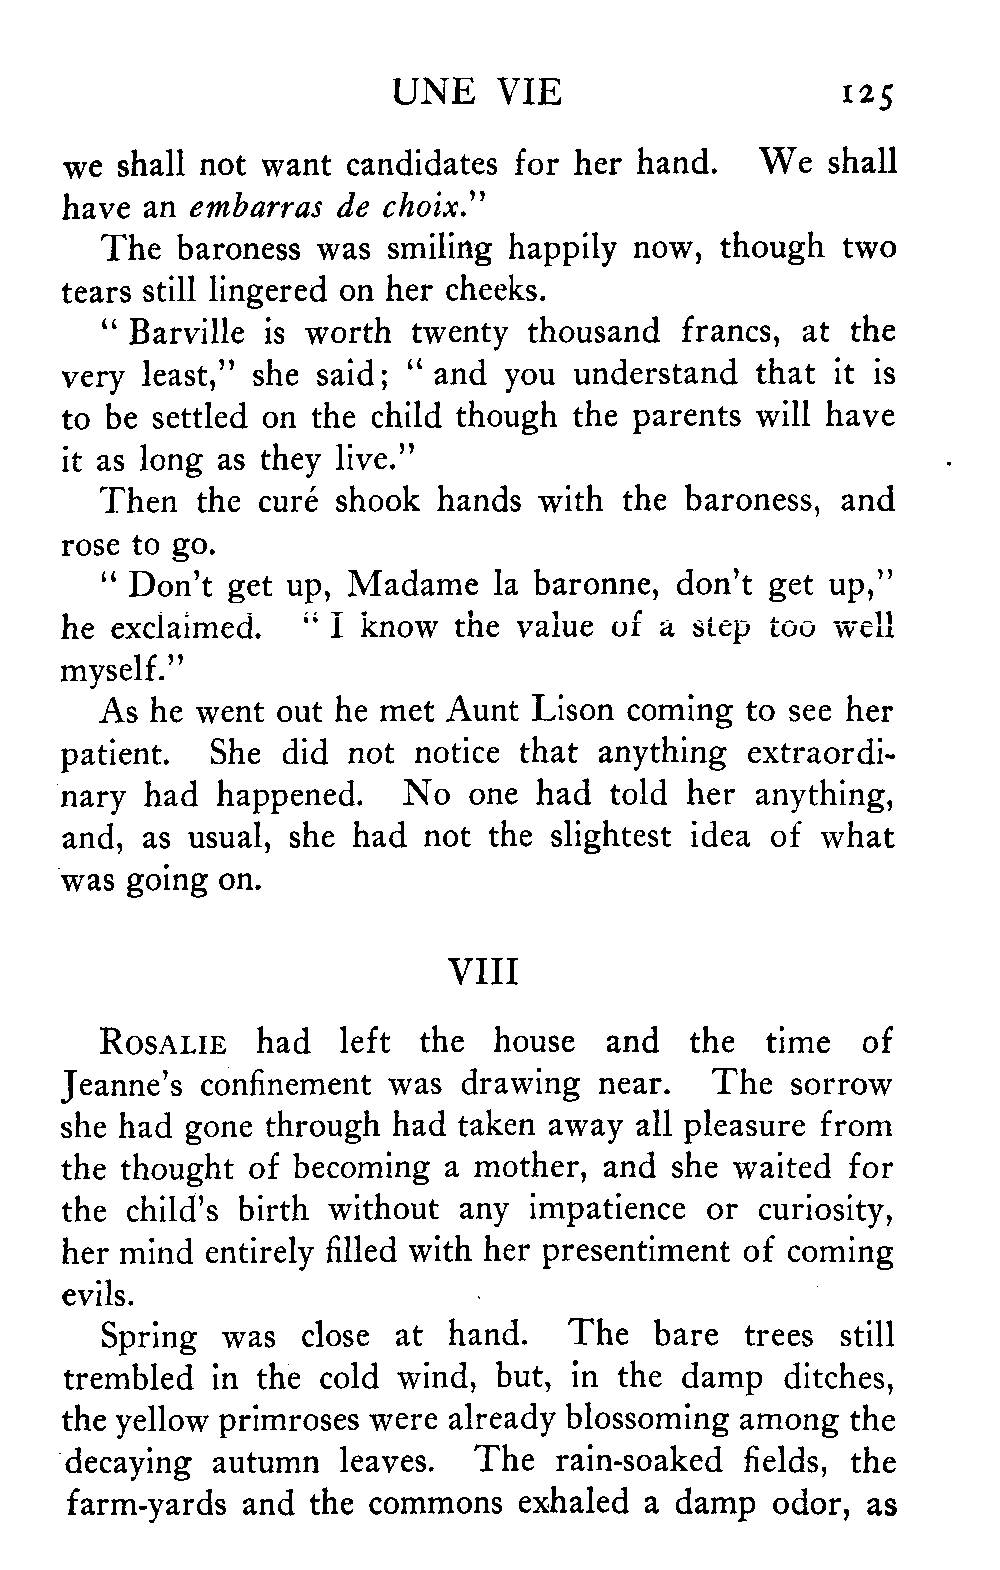 UNE VIE 125
we shall not want candidates for her hand. We shall
have an embarras de choix."
The baroness was smiling happily now, though two
tears still lingered on her cheeks.
" Barville is worth twenty thousand francs, at the
very least," she said; " and you understand that it is
to be settled on the child though the parents will have
it as long as they live."
Then the curé shook hands with the baroness, and
rose to go.
" Don't get up, Madame la baronne, don't get up,"
he exclaimed. " I know the value of a step too well
myself."
As he went out he met Aunt Lison coming to see her
patient. She did not notice that anything extraordi-
nary had happened. No one had told her anything,
and, as usual, she had not the slightest idea of what
was going on.
VIII
ROSALIE had left the house and the time of
Jeanne's confinement was drawing near. The sorrow
she had gone through had taken away all pleasure from
the thought of becoming a mother, and she waited for
the child's birth without any impatience or curiosity,
her mind entirely filled with her presentiment of coming
evils.
Spring was close at hand. The bare trees still
trembled in the cold wind, but, in the damp ditches,
the yellow primroses were already blossoming among the
decaying autumn leaves. The rain-soaked fields, the
farm-yards and the commons exhaled a damp odor, as